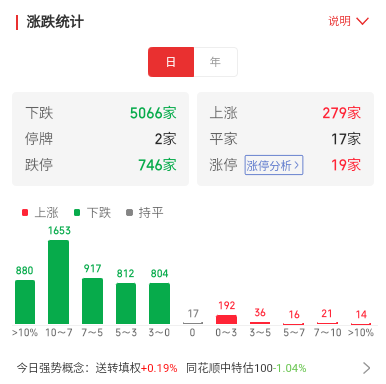 涨跌统计 说明
日 年
下跌 5066家 上涨 279家
停牌 2家 平家 17家
跌停 746家 涨停 涨停分析 19家
上涨 下跌 持平
1653
880 917 812 804 17 192 36 16 21 14
>10% 10～7 7～5 5～3 3～0 0 0～3 3～5 5～7 7～10 >10%
今日强势概念：送转填权+0.19% 同花顺中特估100-1.04%